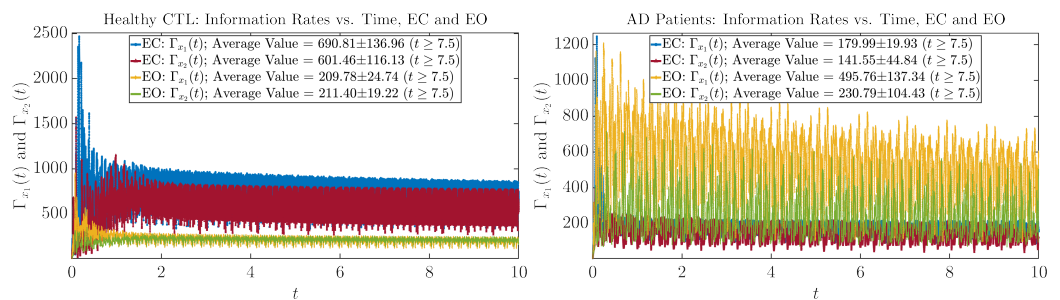 Healthy CTL: Information Rates vs. Time, EC and EO
EC: Γx₁(t); Average Value = 690.81±136.96 (t ≥ 7.5)
EC: Γx₂(t); Average Value = 601.46±116.13 (t ≥ 7.5)
EO: Γx₁(t); Average Value = 209.78±24.74 (t ≥ 7.5)
EO: Γx₂(t); Average Value = 211.40±19.22 (t ≥ 7.5)
Γx₁(t) and Γx₂(t)
2500
2000
1500
1000
500
0 2 4 6 8 10
t
AD Patients: Information Rates vs. Time, EC and EO
EC: Γx₁(t); Average Value = 179.99±19.93 (t ≥ 7.5)
EC: Γx₂(t); Average Value = 141.55±44.84 (t ≥ 7.5)
EO: Γx₁(t); Average Value = 495.76±137.34 (t ≥ 7.5)
EO: Γx₂(t); Average Value = 230.79±104.43 (t ≥ 7.5)
Γx₁(t) and Γx₂(t)
1200
1000
800
600
400
200
0 2 4 6 8 10
t